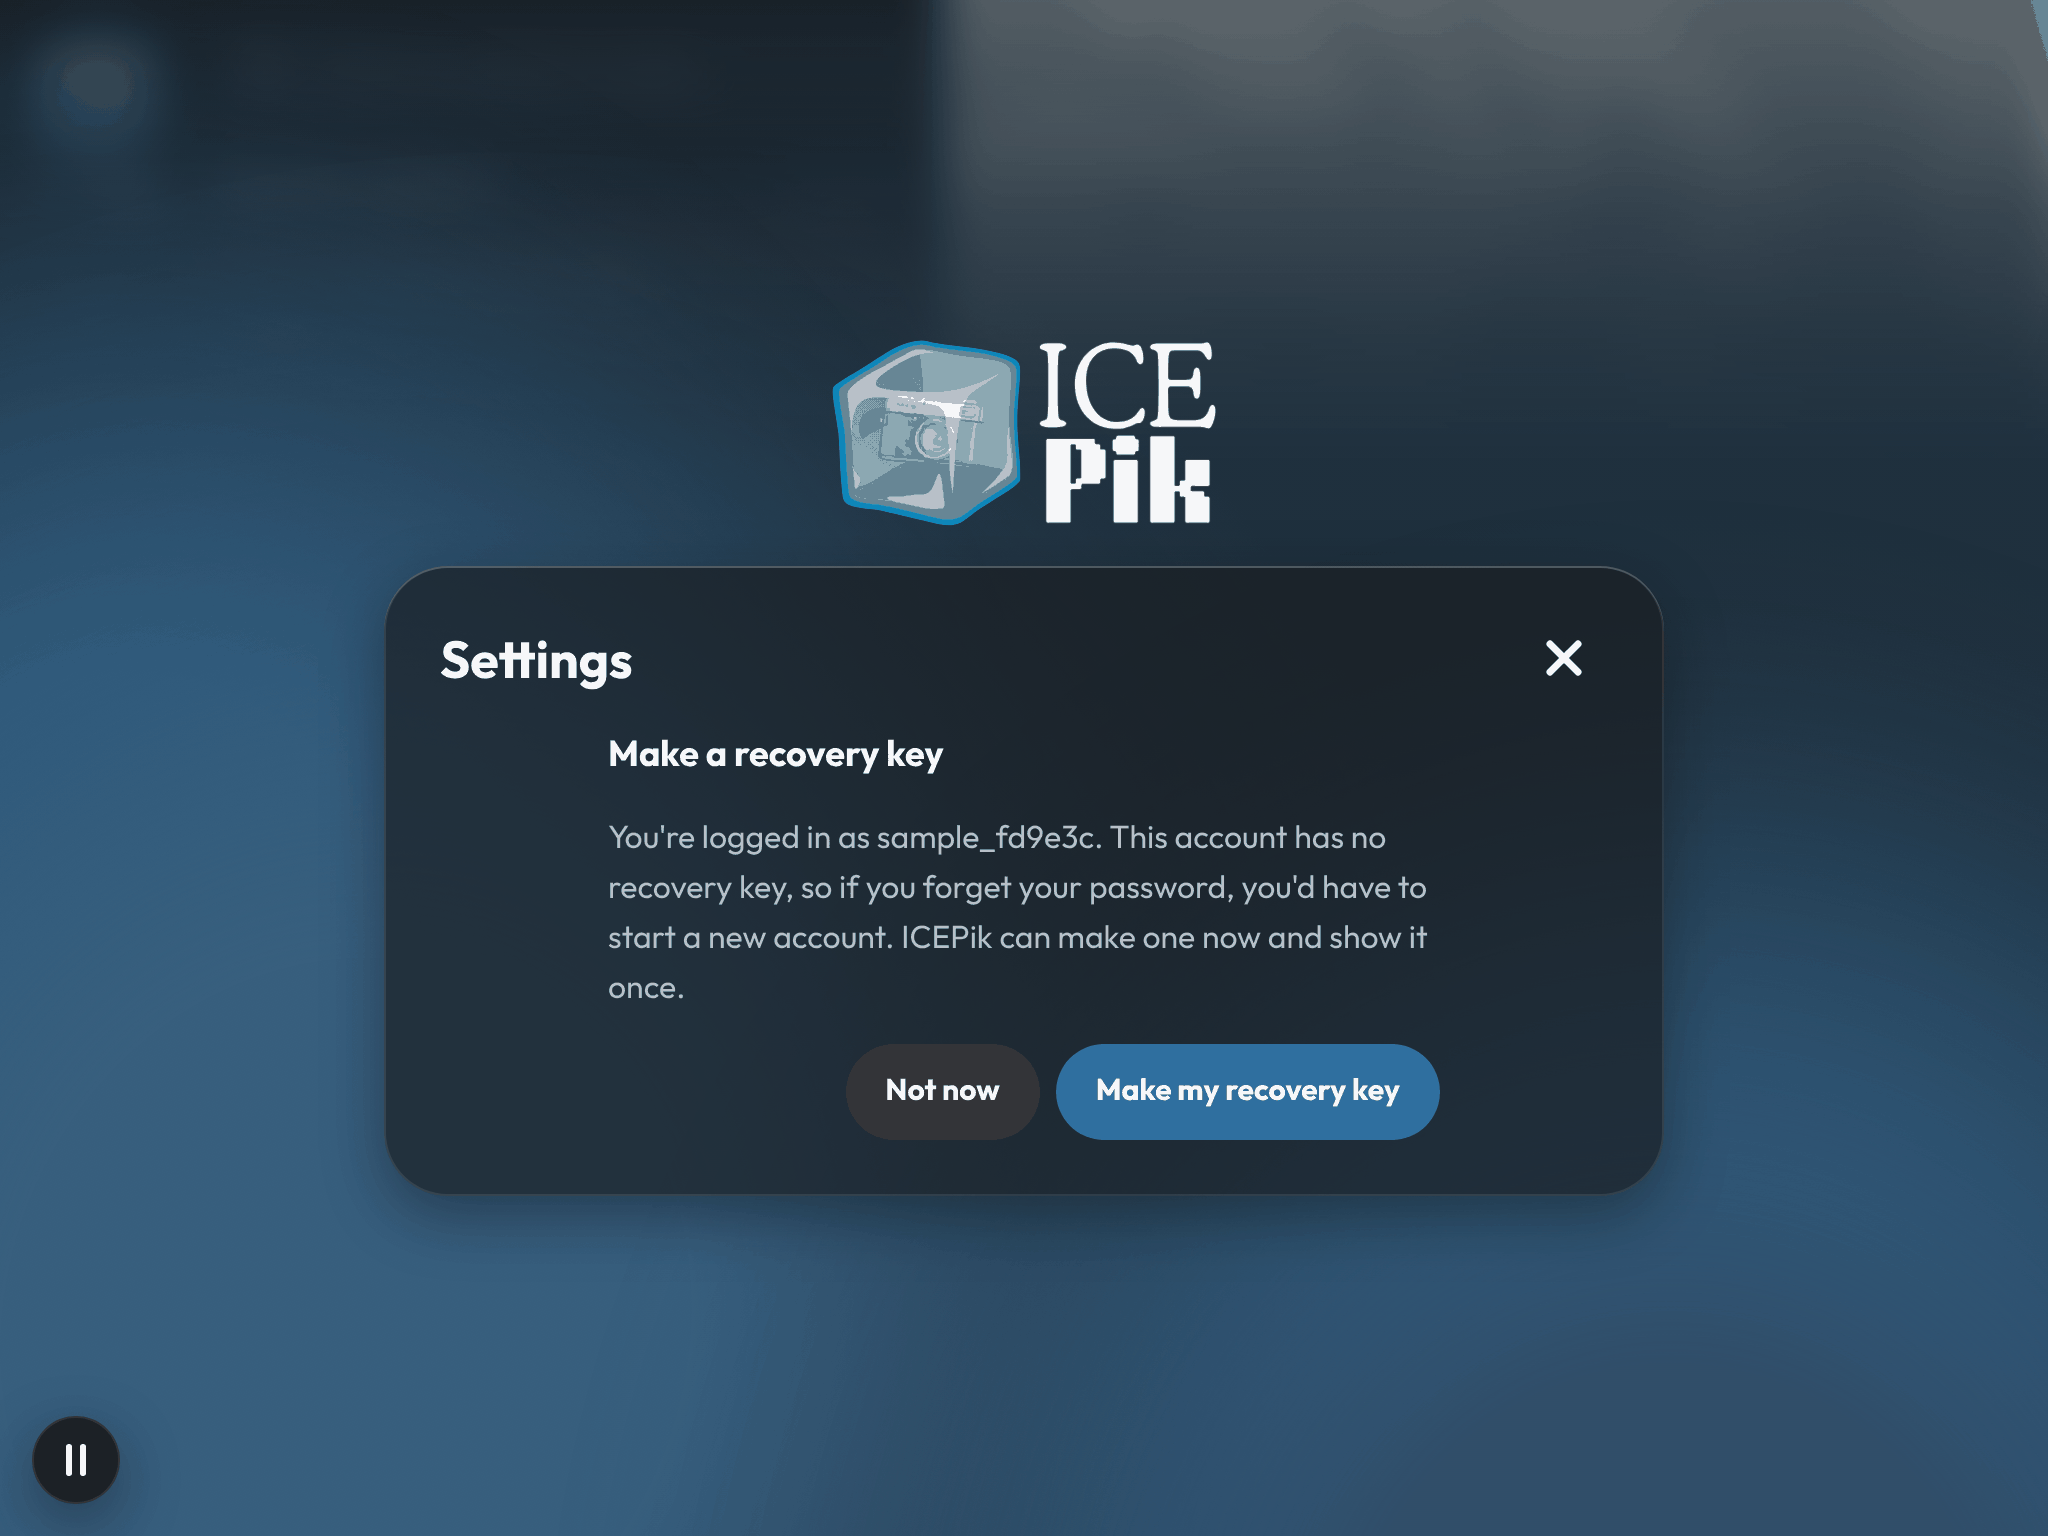 ICE
Pik
Settings
Make a recovery key
You're logged in as sample_fd9e3c. This account has no
recovery key, so if you forget your password, you'd have to
start a new account. ICEPik can make one now and show it
once.
Not now
Make my recovery key